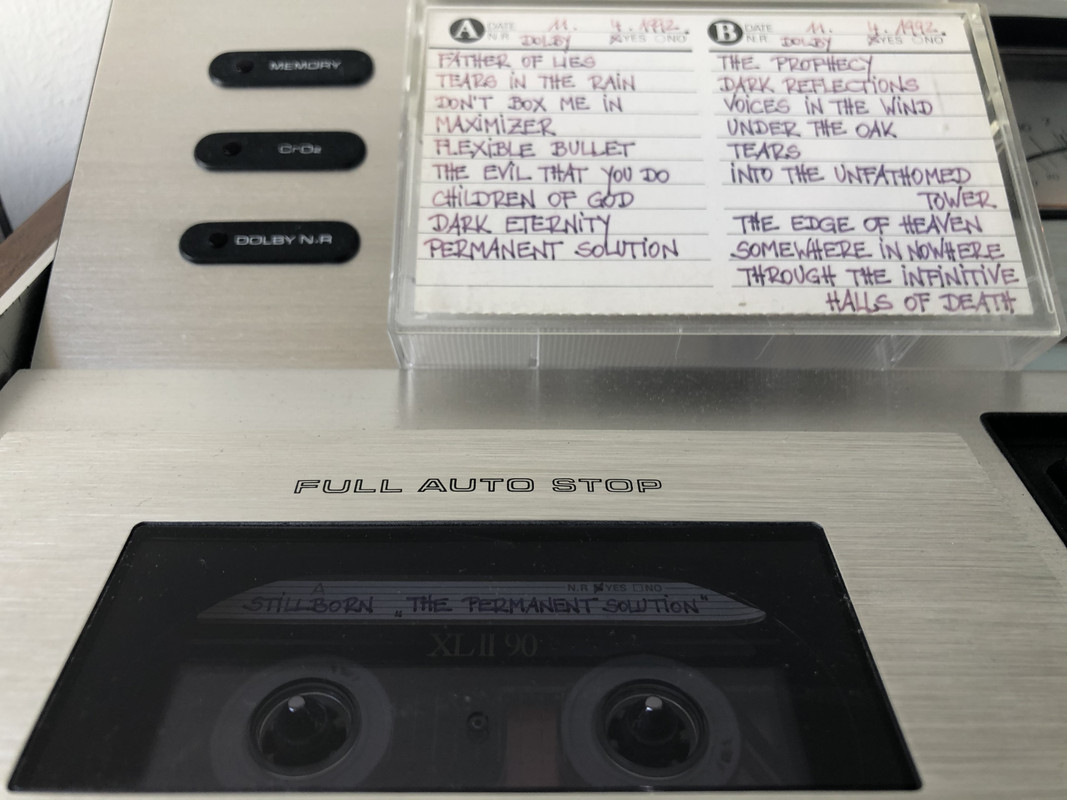 MEMORY
CrO2
DOLBY N.R
A DATE 11. 4. 1992.
N.R. DOLBY YES NO
FATHER OF LIES
TEARS IN THE RAIN
DON'T BOX ME IN
MAXIMIZER
FLEXIBLE BULLET
THE EVIL THAT YOU DO
CHILDREN OF GOD
DARK ETERNITY
PERMANENT SOLUTION
B DATE 11. 4. 1992.
N.R. DOLBY YES NO
THE PROPHECY
DARK REFLECTIONS
VOICES IN THE WIND
UNDER THE OAK
TEARS
INTO THE UNFATHOMED
TOWER
THE EDGE OF HEAVEN
SOMEWHERE IN NOWHERE
THROUGH THE INFINITIVE
HALLS OF DEATH
FULL AUTO STOP
A N.R YES NO
STILLBORN „THE PERMANENT SOLUTION"
XL II 90